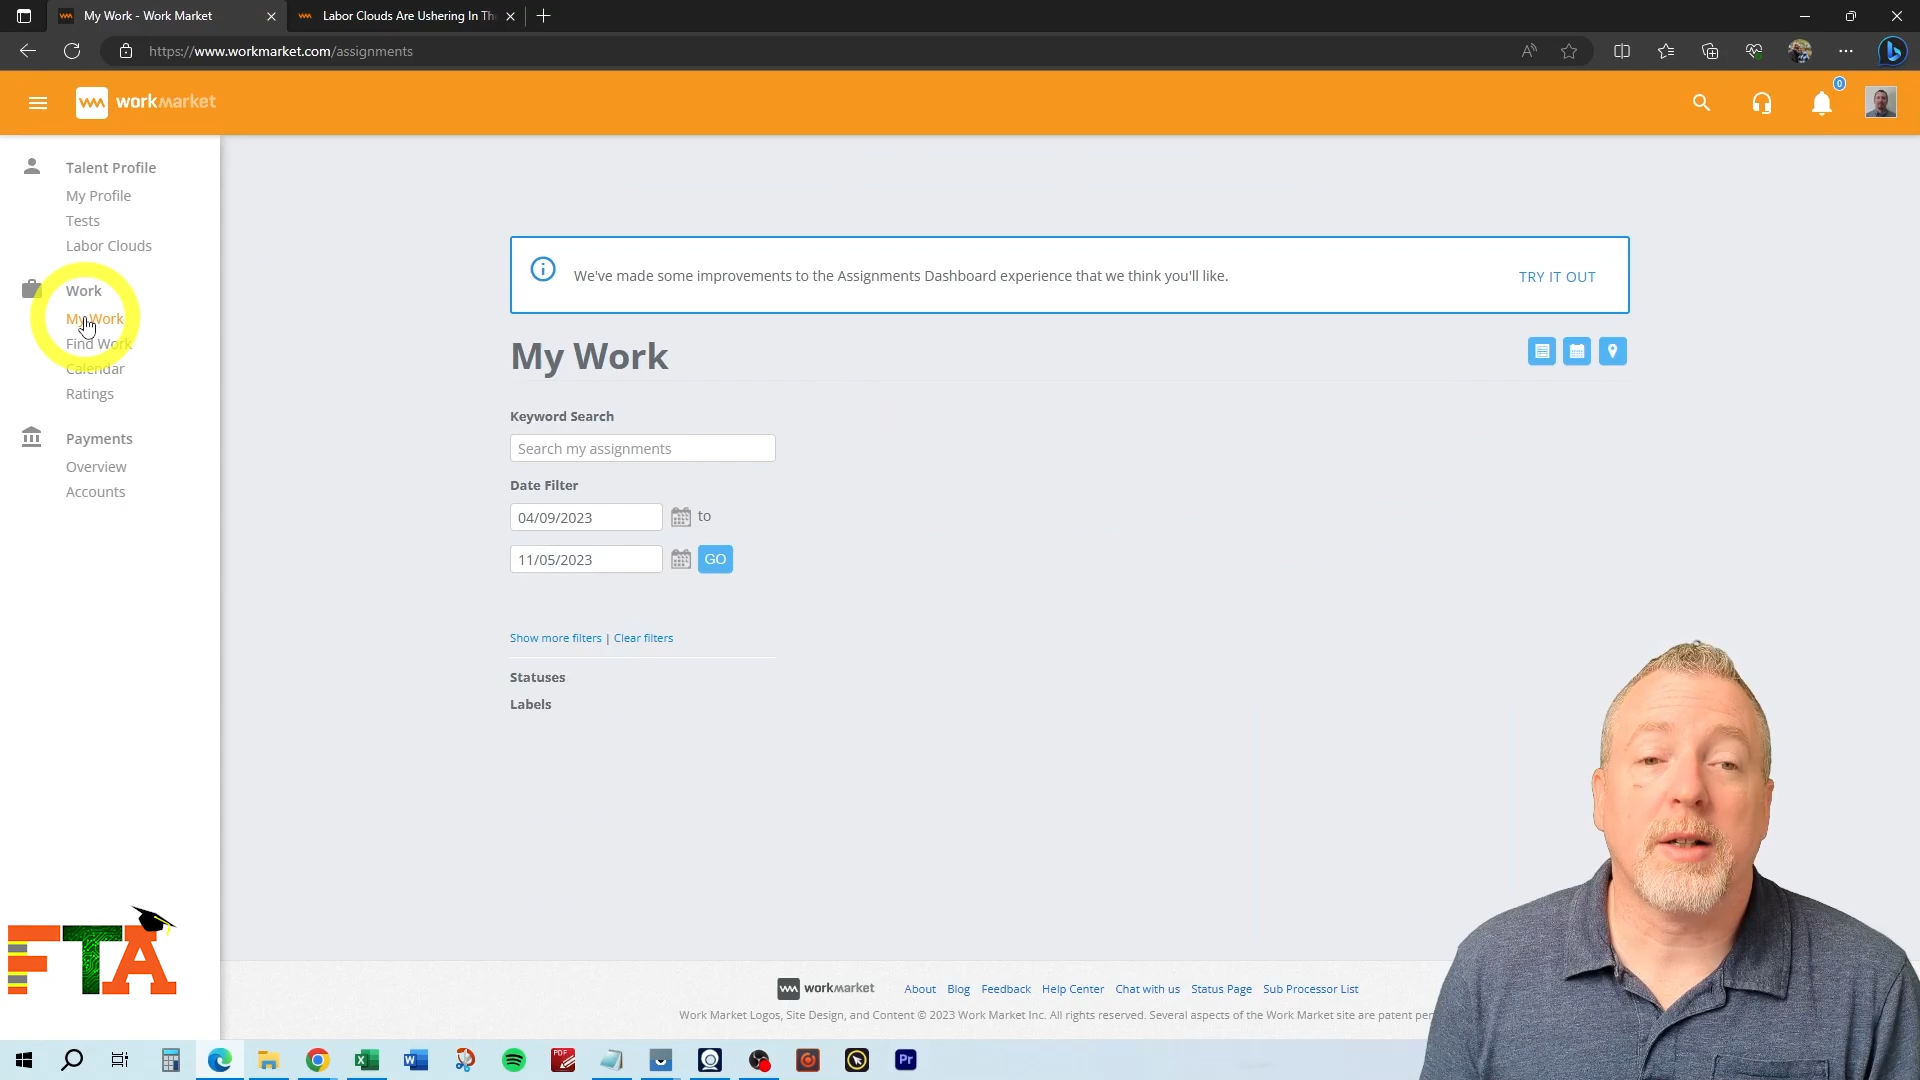 My Work - Work Market
Labor Clouds Are Ushering In Th
https://www.workmarket.com/assignments
workmarket
0
Talent Profile
My Profile
Tests
Labor Clouds
Work
My Work
Find Work
Calendar
Ratings
Payments
Overview
Accounts
We've made some improvements to the Assignments Dashboard experience that we think you'll like.
TRY IT OUT
My Work
Keyword Search
Search my assignments
Date Filter
04/09/2023 to
11/05/2023 GO
Show more filters | Clear filters
Statuses
Labels
FTA
workmarket About Blog Feedback Help Center Chat with us Status Page Sub Processor List
Work Market Logos, Site Design, and Content © 2023 Work Market Inc. All rights reserved. Several aspects of the Work Market site are patent per
PDF
Pr